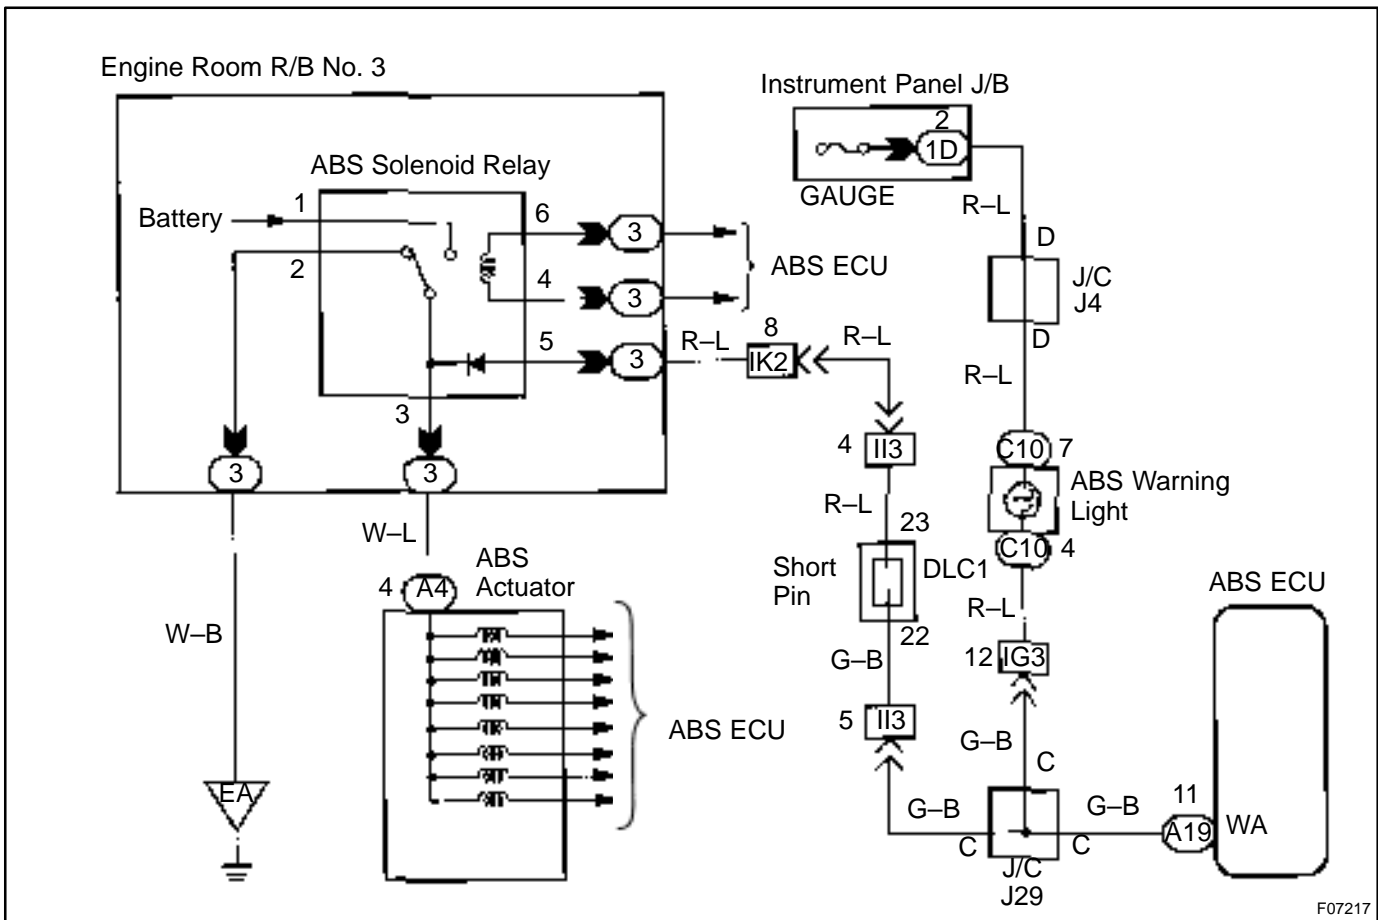 Engine Room R/B No. 3
Instrument Panel J/B
2
1D
GAUGE
ABS Solenoid Relay
Battery
1
2
6
3
4
3
ABS ECU
5
3
R–L
8
IK2
R–L
3
3
3
R–L
D
J/C
J4
D
R–L
4
II3
C10
7
ABS Warning
Light
C10
4
R–L
23
Short
Pin
DLC1
22
G–B
R–L
12
IG3
ABS ECU
W–L
4
A4
ABS
Actuator
W–B
ABS ECU
5
II3
G–B
C
G–B
C
J/C
J29
C
G–B
11
A19
WA
EA
F07217